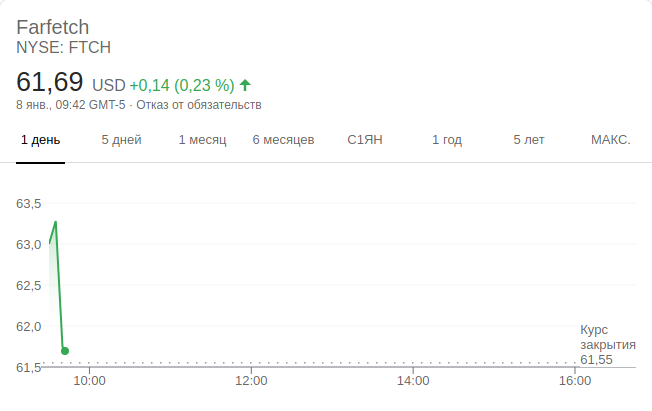 Farfetch
NYSE: FTCH
61,69 USD +0,14 (0,23 %)
8 янв., 09:42 GMT-5 · Отказ от обязательств
1 день 5 дней 1 месяц 6 месяцев С1ЯН 1 год 5 лет МАКС.
63,5
63,0
62,5
62,0
Курс
закрытия
61,55
61,5
10:00 12:00 14:00 16:00